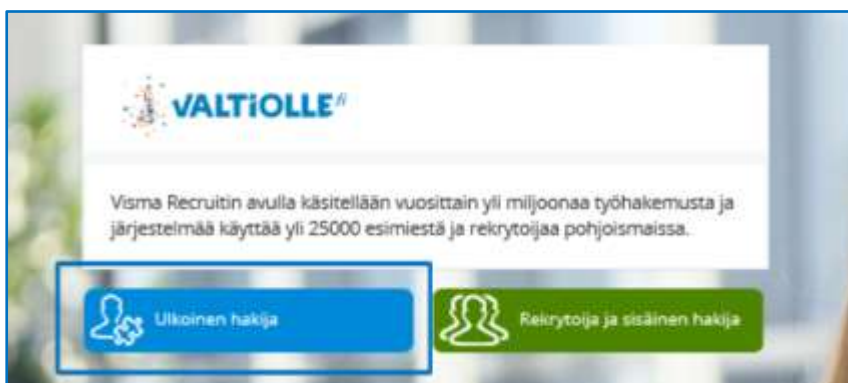 VALTiOLLE.fi
Visma Recruitin avulla käsitellään vuosittain yli miljoonaa työhakemusta ja
järjestelmää käyttää yli 25000 esimiestä ja rekrytoijaa pohjoismaissa.
Ulkoinen hakija
Rekrytoija ja sisäinen hakija